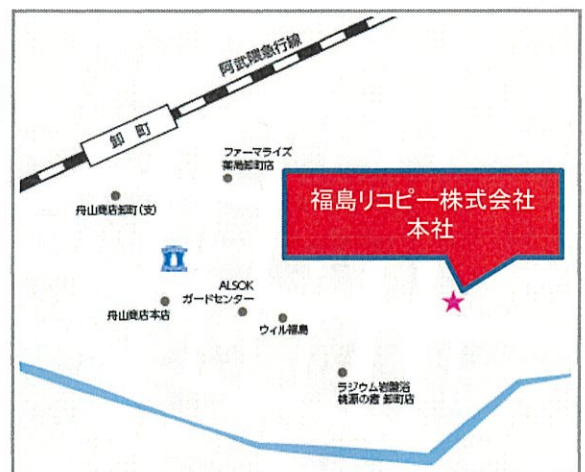 阿武隈急行線
卸町
ファーマライズ
薬局卸町店
舟山商店卸町(支)
福島リコピー株式会社
本社
ALSOK
ガードセンター
舟山商店本店
ウィル福島
ラジウム岩盤浴
桃源の癒 卸町店